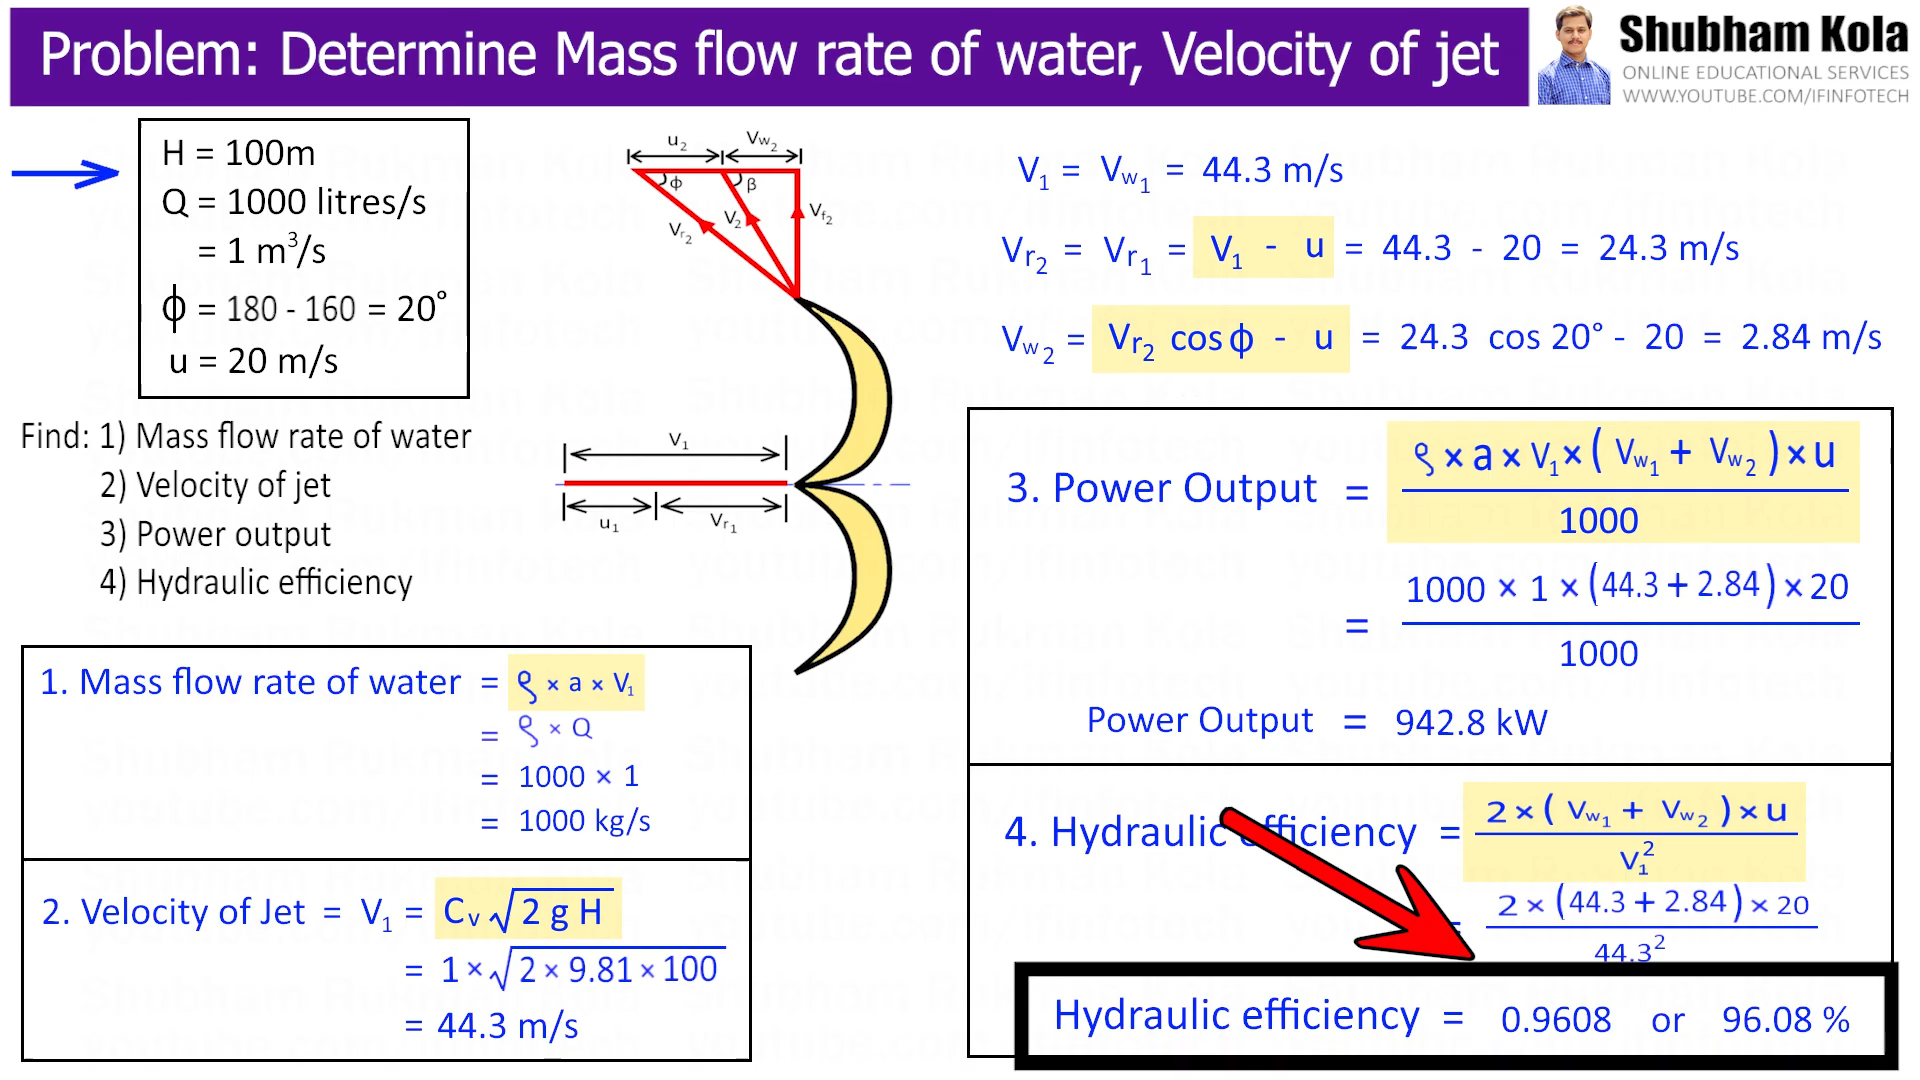 Problem: Determine Mass flow rate of water, Velocity of jet
Shubham Kola
ONLINE EDUCATIONAL SERVICES
WWW.YOUTUBE.COM/IFINFOTECH
H = 100m
Q = 1000 litres/s
= 1 m³/s
ϕ = 180 - 160 = 20°
u = 20 m/s
Find: 1) Mass flow rate of water
2) Velocity of jet
3) Power output
4) Hydraulic efficiency
u₂ Vw₂
ϕ β
Vr₂ V₂ Vf₂
V₁
u₁ Vr₁
V₁ = Vw₁ = 44.3 m/s
Vr₂ = Vr₁ = V₁ - u = 44.3 - 20 = 24.3 m/s
Vw₂ = Vr₂ cos ϕ - u = 24.3 cos 20° - 20 = 2.84 m/s
1. Mass flow rate of water = ρ × a × V₁
= ρ × Q
= 1000 × 1
= 1000 kg/s
2. Velocity of Jet = V₁ = Cv √2 g H
= 1 × √2 × 9.81 × 100
= 44.3 m/s
3. Power Output = ρ × a × V₁ × ( Vw₁ + Vw₂ ) × u
1000
= 1000 × 1 × (44.3 + 2.84) × 20
1000
Power Output = 942.8 kW
4. Hydraulic efficiency = 2 × ( Vw₁ + Vw₂ ) × u
V₁²
= 2 × (44.3 + 2.84) × 20
44.3²
Hydraulic efficiency = 0.9608 or 96.08 %